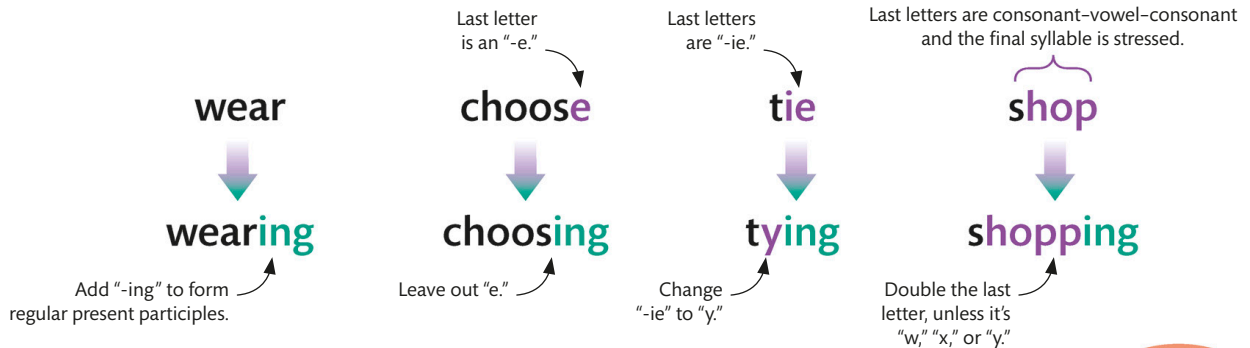 Last letter
is an “-e.”
Last letters
are “-ie.”
Last letters are consonant–vowel–consonant
and the final syllable is stressed.
wear
choose
tie
shop
wearing
choosing
tying
shopping
Add “-ing” to form
regular present participles.
Leave out “e.”
Change
“-ie” to “y.”
Double the last
letter, unless it’s
“w,” “x,” or “y.”